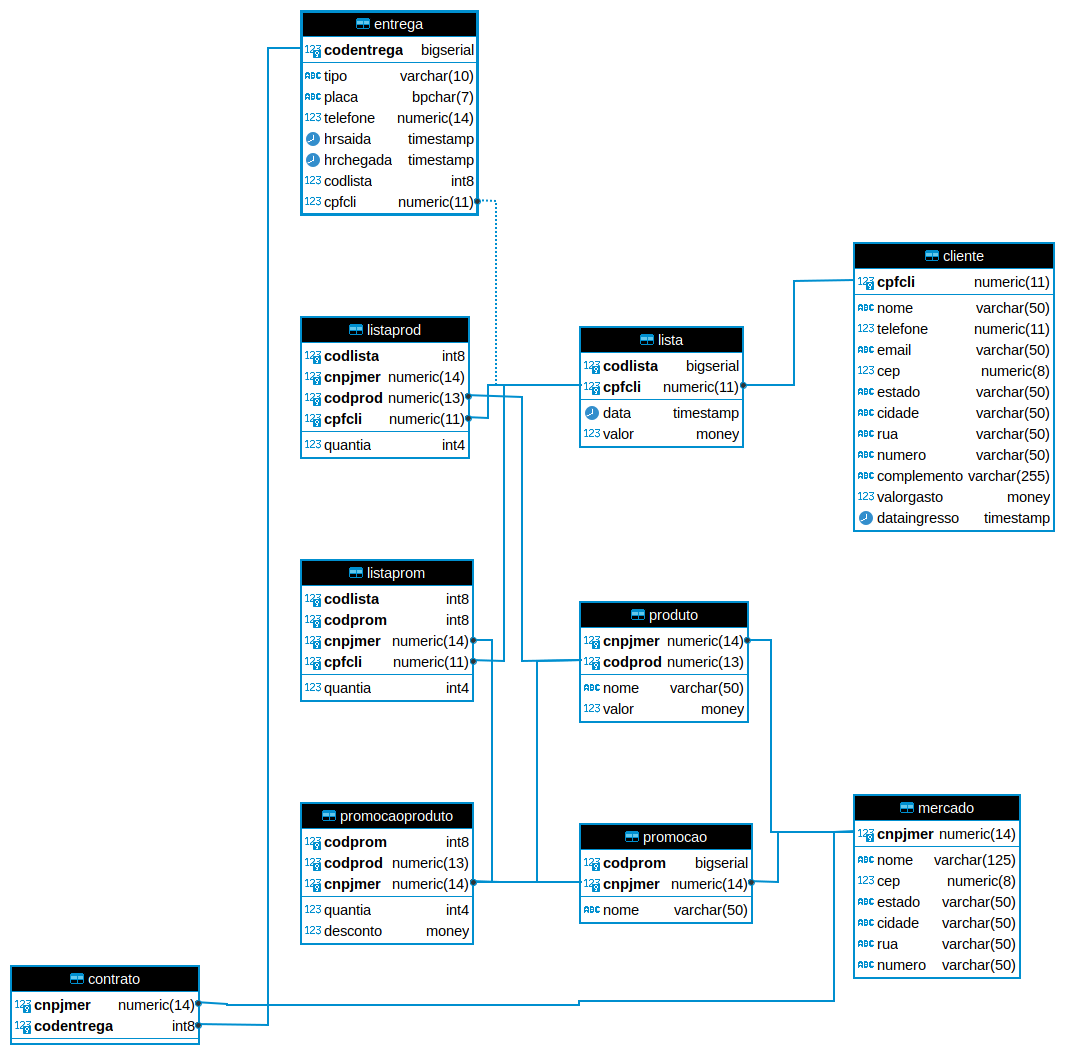 entrega
codentrega bigserial
tipo varchar(10)
placa bpchar(7)
telefone numeric(14)
hrsaida timestamp
hrchegada timestamp
codlista int8
cpfcli numeric(11)
cliente
cpfcli numeric(11)
nome varchar(50)
telefone numeric(11)
email varchar(50)
cep numeric(8)
estado varchar(50)
cidade varchar(50)
rua varchar(50)
numero varchar(50)
complemento varchar(255)
valorgasto money
dataingresso timestamp
listaprod
codlista int8
cnpjmer numeric(14)
codprod numeric(13)
cpfcli numeric(11)
quantia int4
lista
codlista bigserial
cpfcli numeric(11)
data timestamp
valor money
listaprom
codlista int8
codprom int8
cnpjmer numeric(14)
cpfcli numeric(11)
quantia int4
produto
cnpjmer numeric(14)
codprod numeric(13)
nome varchar(50)
valor money
promocaoproduto
codprom int8
codprod numeric(13)
cnpjmer numeric(14)
quantia int4
desconto money
promocao
codprom bigserial
cnpjmer numeric(14)
nome varchar(50)
mercado
cnpjmer numeric(14)
nome varchar(125)
cep numeric(8)
estado varchar(50)
cidade varchar(50)
rua varchar(50)
numero varchar(50)
contrato
cnpjmer numeric(14)
codentrega int8